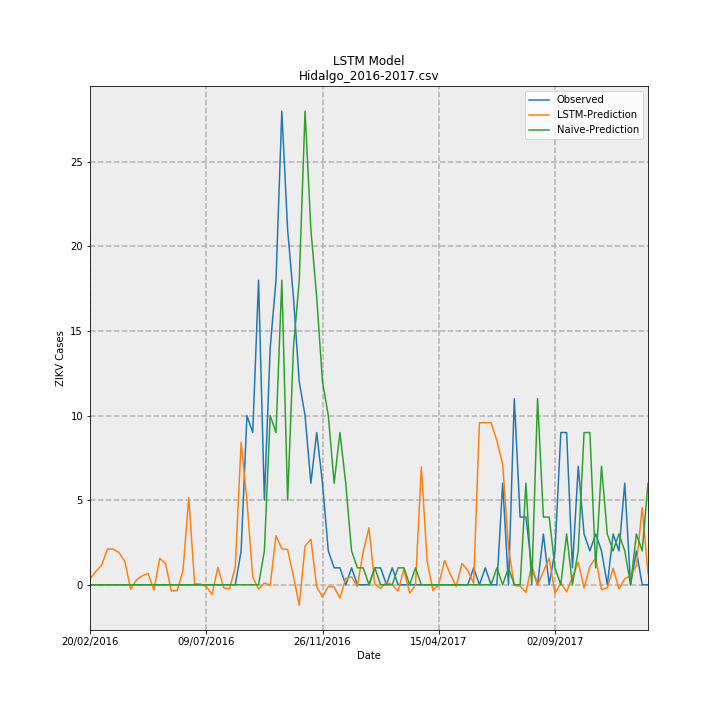 LSTM Model
Hidalgo_2016-2017.csv
Observed
LSTM-Prediction
Naive-Prediction
ZIKV Cases
25
20
15
10
5
0
20/02/2016
09/07/2016
26/11/2016
15/04/2017
02/09/2017
Date